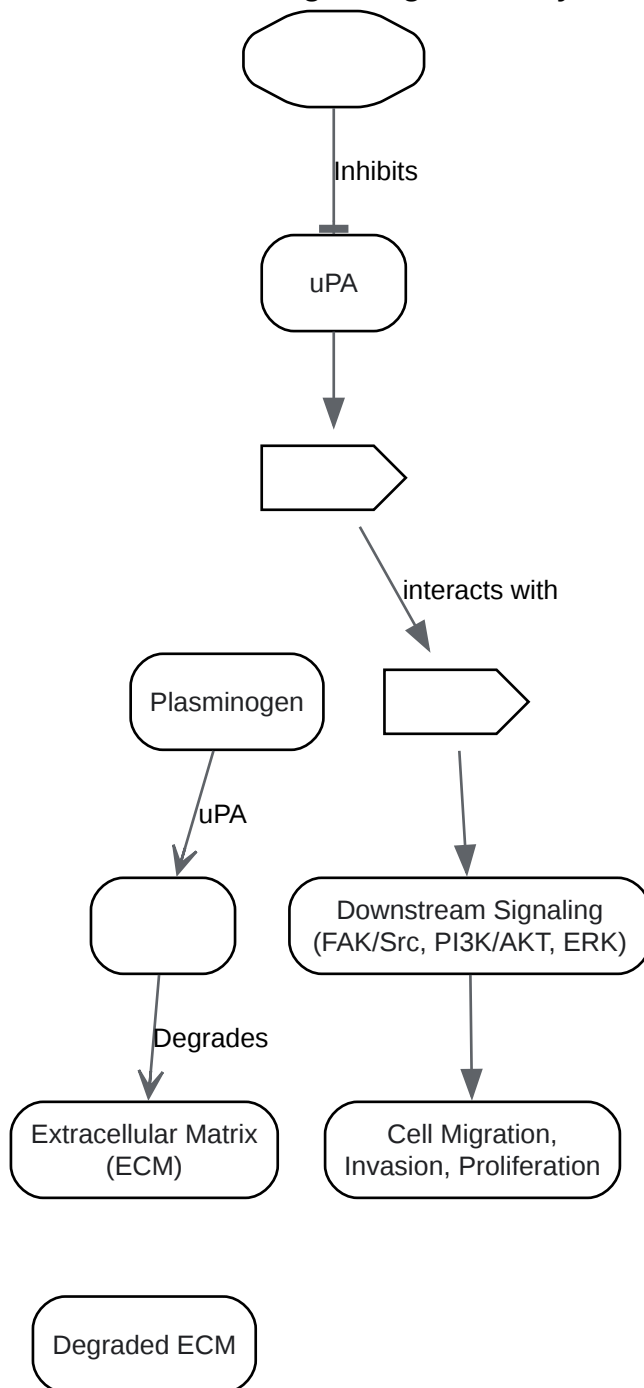 Inhibits
uPA
interacts with
Plasminogen
uPA
Downstream Signaling
(FAK/Src, PI3K/AKT, ERK)
Degrades
Extracellular Matrix
(ECM)
Cell Migration,
Invasion, Proliferation
Degraded ECM